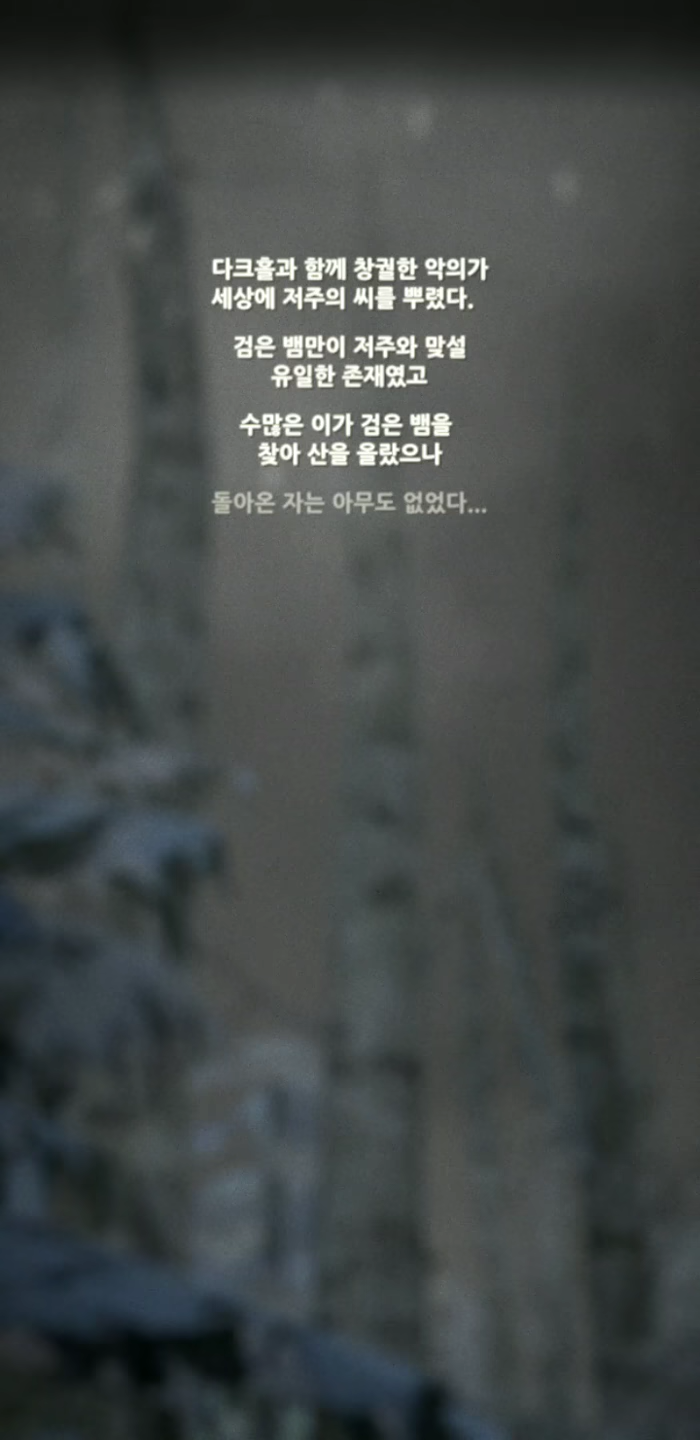 다크홀과 함께 창궐한 악의가
세상에 저주의 씨를 뿌렸다.
검은 뱀만이 저주와 맞설
유일한 존재였고
수많은 이가 검은 뱀을
찾아 산을 올랐으나
돌아온 자는 아무도 없었다...